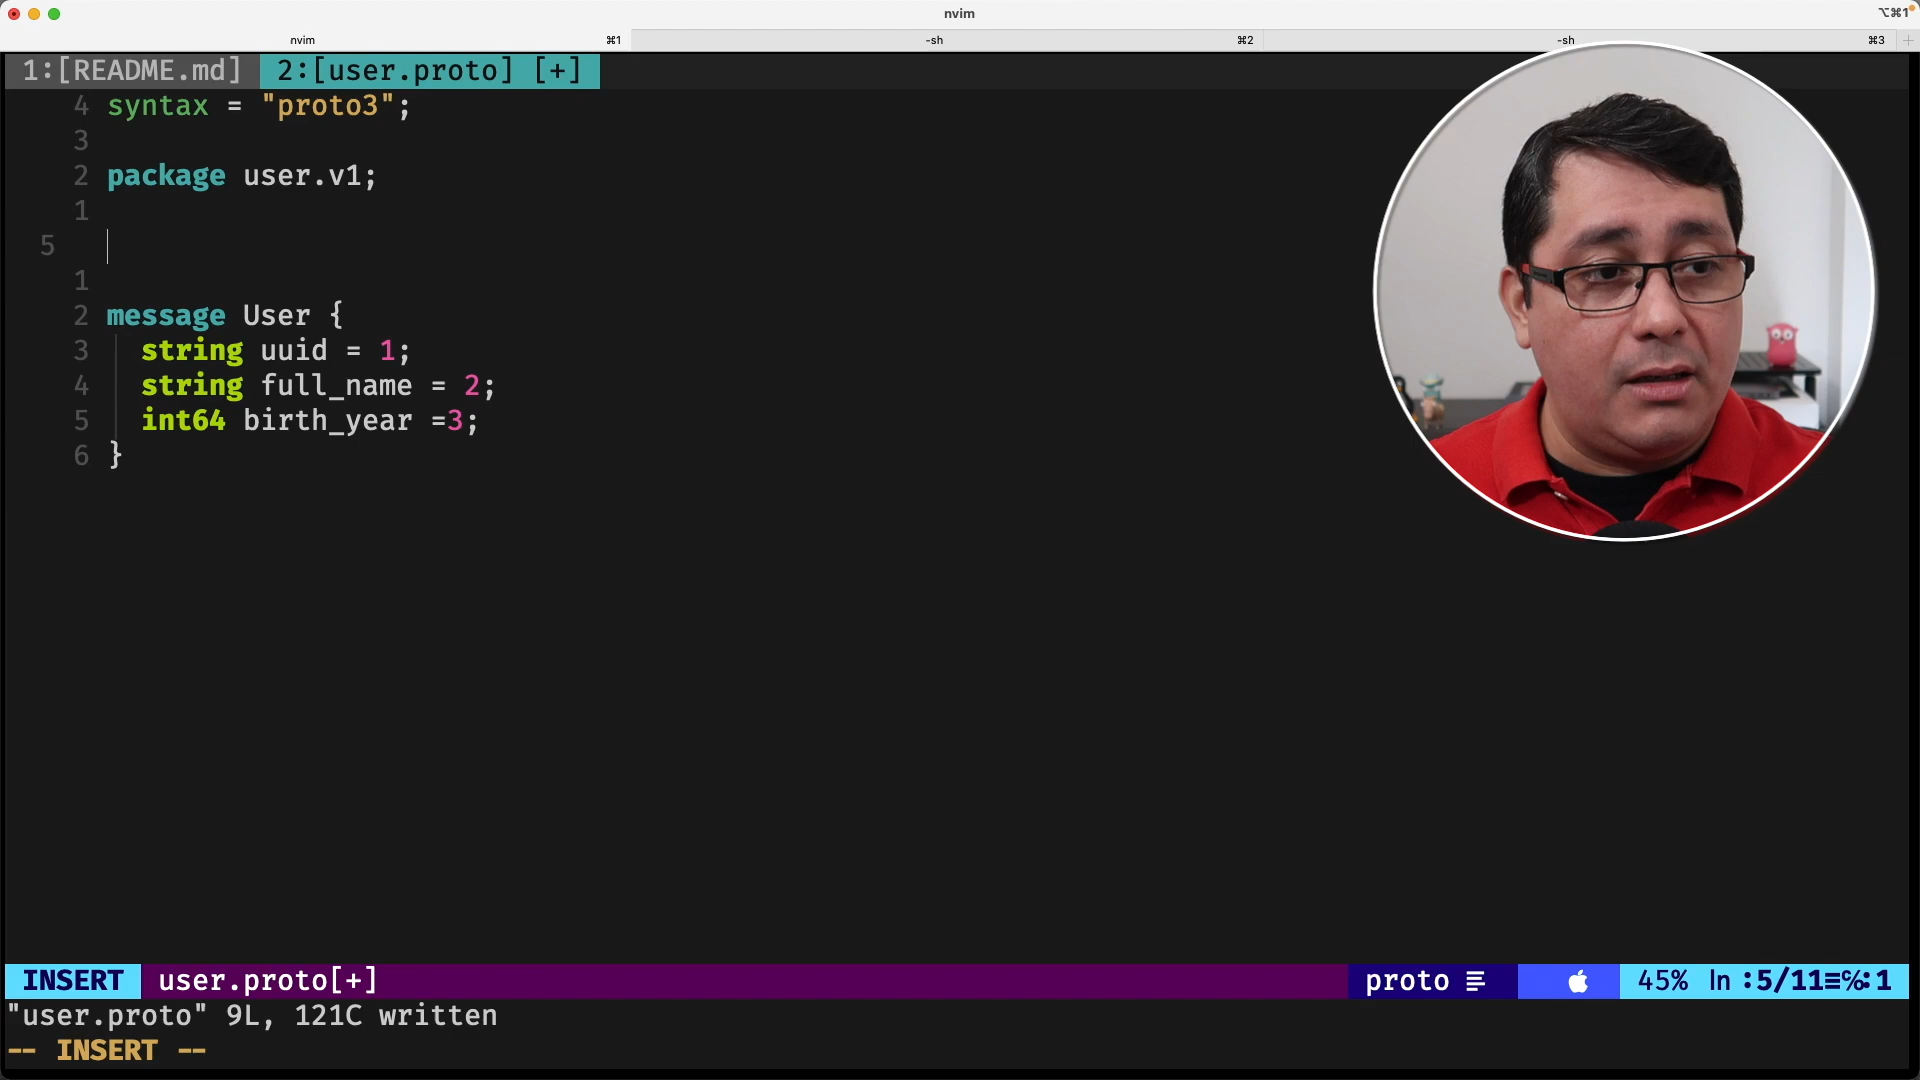 nvim
⌥⌘1
nvim ⌘1 -sh ⌘2 -sh ⌘3 +
1:[README.md] 2:[user.proto] [+]
4 syntax = "proto3";
3
2 package user.v1;
1
5
1
2 message User {
3 string uuid = 1;
4 string full_name = 2;
5 int64 birth_year =3;
6 }
INSERT user.proto[+] proto 45% ln :5/11≡℅:1
"user.proto" 9L, 121C written
-- INSERT --